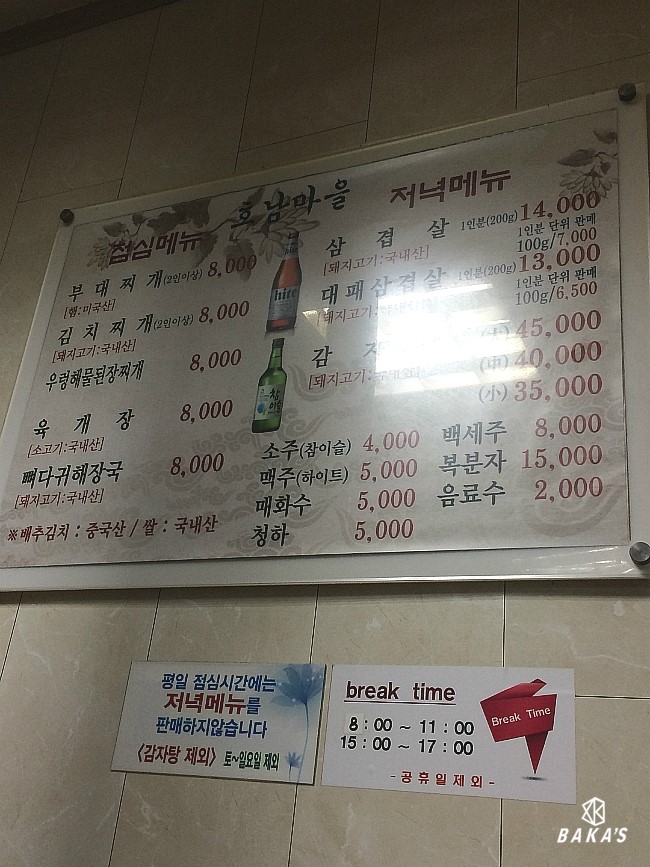 호남마을
점심메뉴
부대찌개(2인이상) 8,000
[햄:미국산]
김치찌개(2인이상) 8,000
[돼지고기:국내산]
우렁해물된장찌개 8,000
육개장 8,000
[소고기:국내산]
뼈다귀해장국 8,000
[돼지고기:국내산]
※배추김치 : 중국산 / 쌀 : 국내산
저녁메뉴
삼겹살 1인분(200g) 14,000
[돼지고기:국내산] 1인분 단위 판매
100g/7,000
대패삼겹살 1인분(200g) 13,000
[돼지고기:국내산] 1인분 단위 판매
100g/6,500
감자 45,000
[돼지고기:국내산] (中) 40,000
(小) 35,000
hite
참이슬
소주(참이슬) 4,000
맥주(하이트) 5,000
매화수 5,000
청하 5,000
백세주 8,000
복분자 15,000
음료수 2,000
평일 점심시간에는
저녁메뉴를
판매하지않습니다
〈감자탕 제외〉 토~일요일 제외
break time
8 : 00 ~ 11 : 00
15 : 00 ~ 17 : 00
Break Time
- 공휴일제외 -
BAKA'S